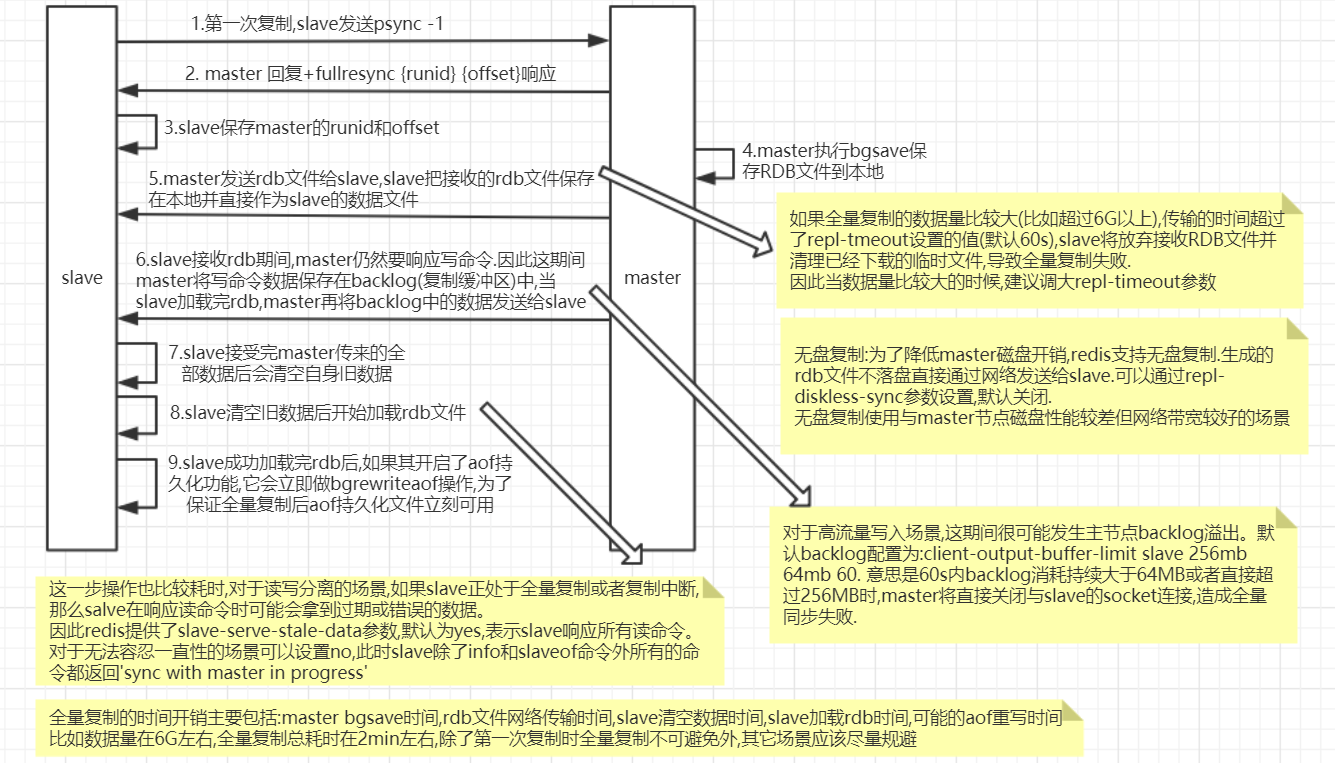 1.第一次复制,slave发送psync -1
2. master 回复+fullresync {runid} {offset}响应
3.slave保存master的runid和offset
4.master执行bgsave保
存RDB文件到本地
5.master发送rdb文件给slave,slave把接收的rdb文件保存
在本地并直接作为slave的数据文件
如果全量复制的数据量比较大(比如超过6G以上),传输的时间超过
了repl-tmeout设置的值(默认60s),slave将放弃接收RDB文件并
清理已经下载的临时文件,导致全量复制失败.
因此当数据量比较大的时候,建议调大repl-timeout参数
slave
master
6.slave接收rdb期间,master仍然要响应写命令.因此这期间
master将写命令数据保存在backlog(复制缓冲区)中,当
slave加载完rdb,master再将backlog中的数据发送给slave
无盘复制:为了降低master磁盘开销,redis支持无盘复制.生成的
rdb文件不落盘直接通过网络发送给slave.可以通过repl-
diskless-sync参数设置,默认关闭.
无盘复制使用与master节点磁盘性能较差但网络带宽较好的场景
7.slave接受完master传来的全
部数据后会清空自身旧数据
8.slave清空旧数据后开始加载rdb文件
9.slave成功加载完rdb后,如果其开启了aof持
久化功能,它会立即做bgrewriteaof操作,为了
保证全量复制后aof持久化文件立刻可用
对于高流量写入场景,这期间很可能发生主节点backlog溢出。默
认backlog配置为:client-output-buffer-limit slave 256mb
64mb 60. 意思是60s内backlog消耗持续大于64MB或者直接超
过256MB时,master将直接关闭与slave的socket连接,造成全量
同步失败.
这一步操作也比较耗时,对于读写分离的场景,如果slave正处于全量复制或者复制中断,
那么salve在响应读命令时可能会拿到过期或错误的数据。
因此redis提供了slave-serve-stale-data参数,默认为yes,表示slave响应所有读命令。
对于无法容忍一直性的场景可以设置no,此时slave除了info和slaveof命令外所有的命
令都返回'sync with master in progress'
全量复制的时间开销主要包括:master bgsave时间,rdb文件网络传输时间,slave清空数据时间,slave加载rdb时间,可能的aof重写时间
比如数据量在6G左右,全量复制总耗时在2min左右,除了第一次复制时全量复制不可避免外,其它场景应该尽量规避